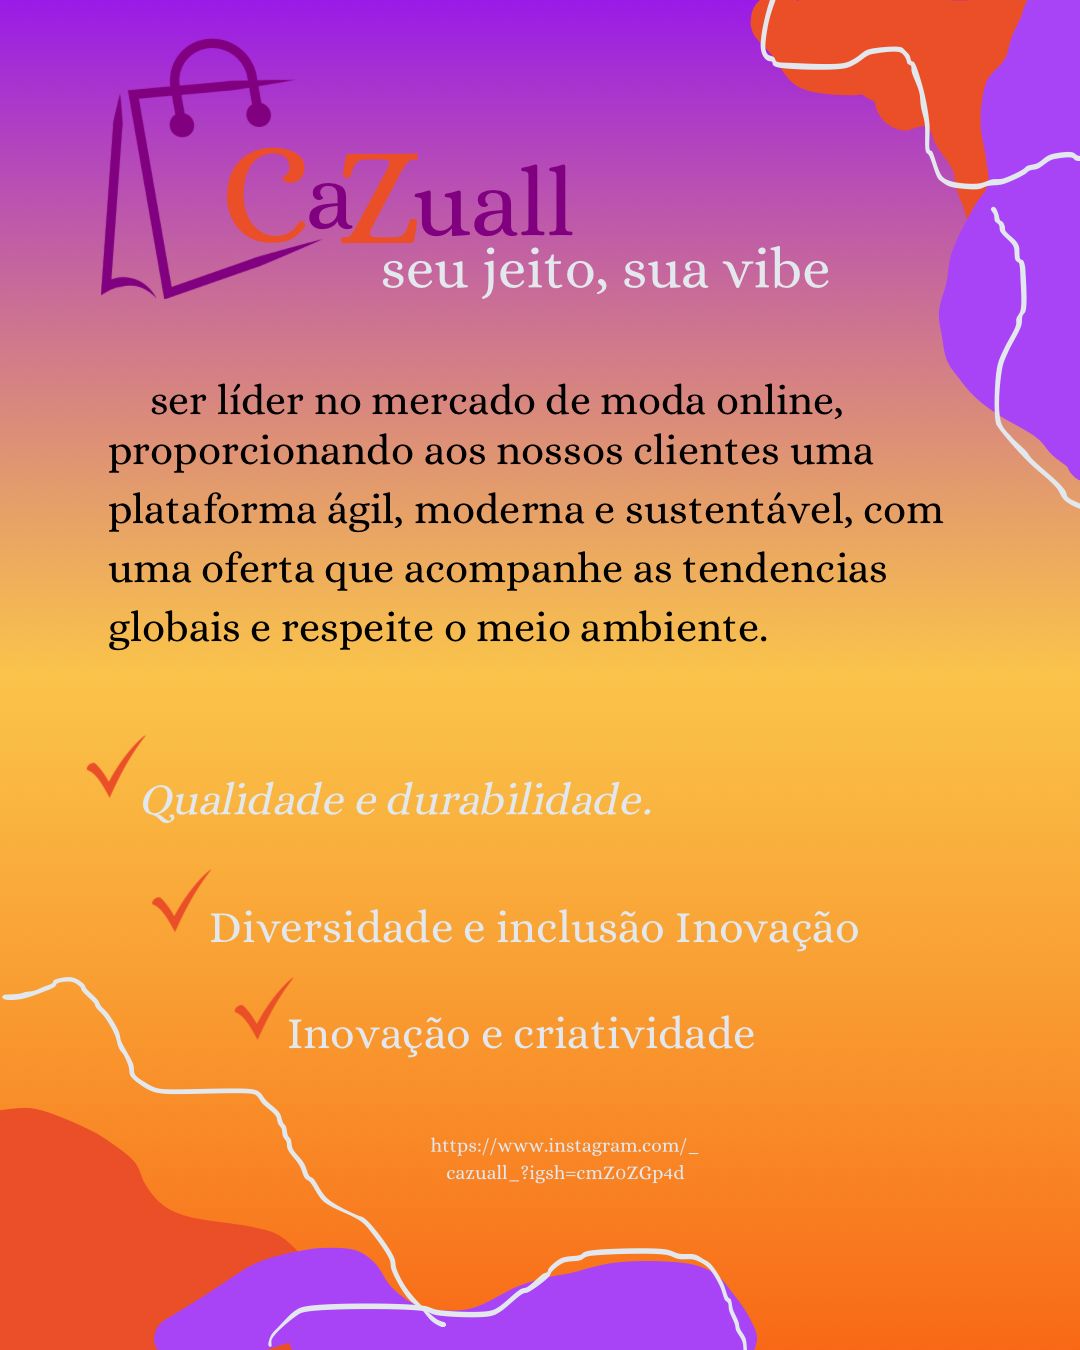 CaZuall
seu jeito, sua vibe
ser líder no mercado de moda online,
proporcionando aos nossos clientes uma
plataforma ágil, moderna e sustentável, com
uma oferta que acompanhe as tendencias
globais e respeite o meio ambiente.
Qualidade e durabilidade.
Diversidade e inclusão Inovação
Inovação e criatividade
https://www.instagram.com/_
cazuall_?igsh=cmZ0ZGp4d